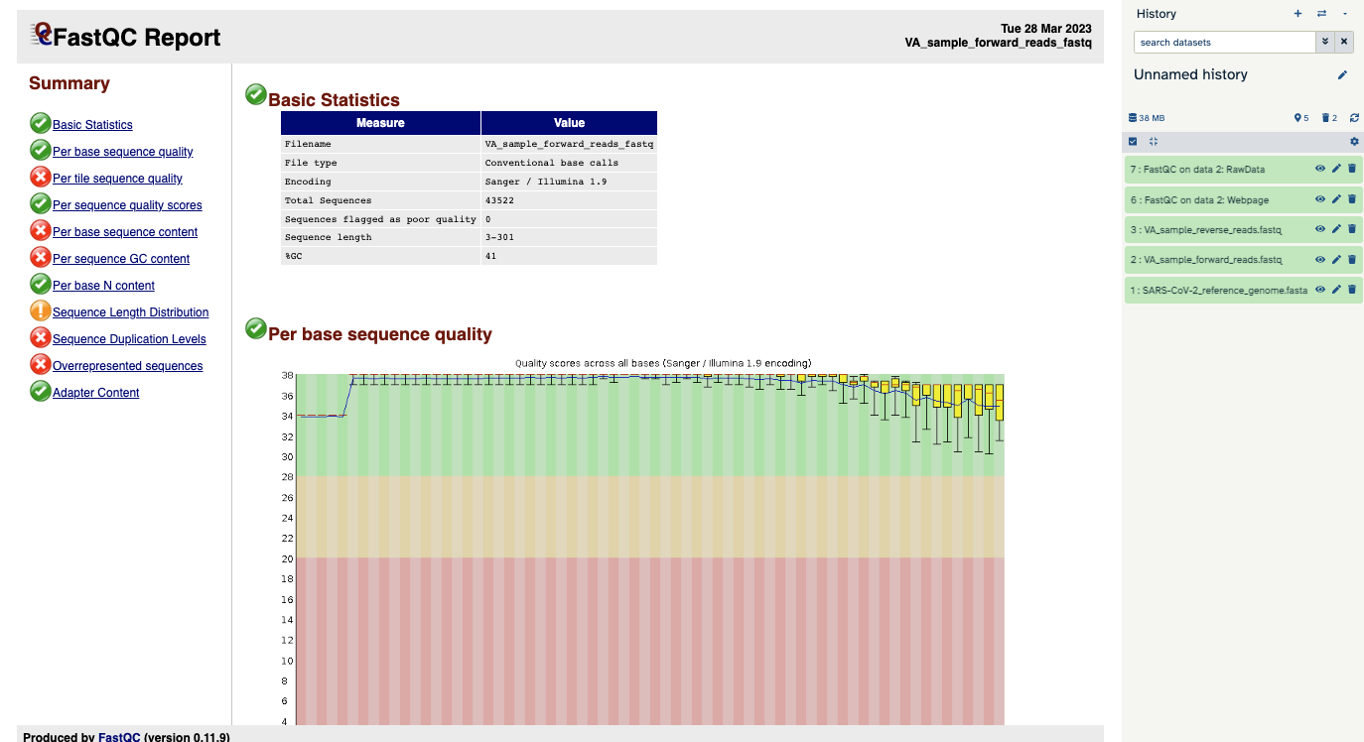 FastQC Report
Tue 28 Mar 2023
VA_sample_forward_reads_fastq
Summary
Basic Statistics
Per base sequence quality
Per tile sequence quality
Per sequence quality scores
Per base sequence content
Per sequence GC content
Per base N content
Sequence Length Distribution
Sequence Duplication Levels
Overrepresented sequences
Adapter Content
Basic Statistics
Measure Value
Filename VA_sample_forward_reads_fastq
File type Conventional base calls
Encoding Sanger / Illumina 1.9
Total Sequences 43522
Sequences flagged as poor quality 0
Sequence length 3-301
%GC 41
Per base sequence quality
Quality scores across all bases (Sanger / Illumina 1.9 encoding)
38
36
34
32
30
28
26
24
22
20
18
16
14
12
10
8
6
4
Produced by FastQC (version 0.11.9)
History
search datasets
Unnamed history
38 MB 5 2
7 : FastQC on data 2: RawData
6 : FastQC on data 2: Webpage
3 : VA_sample_reverse_reads.fastq
2 : VA_sample_forward_reads.fastq
1 : SARS-CoV-2_reference_genome.fasta